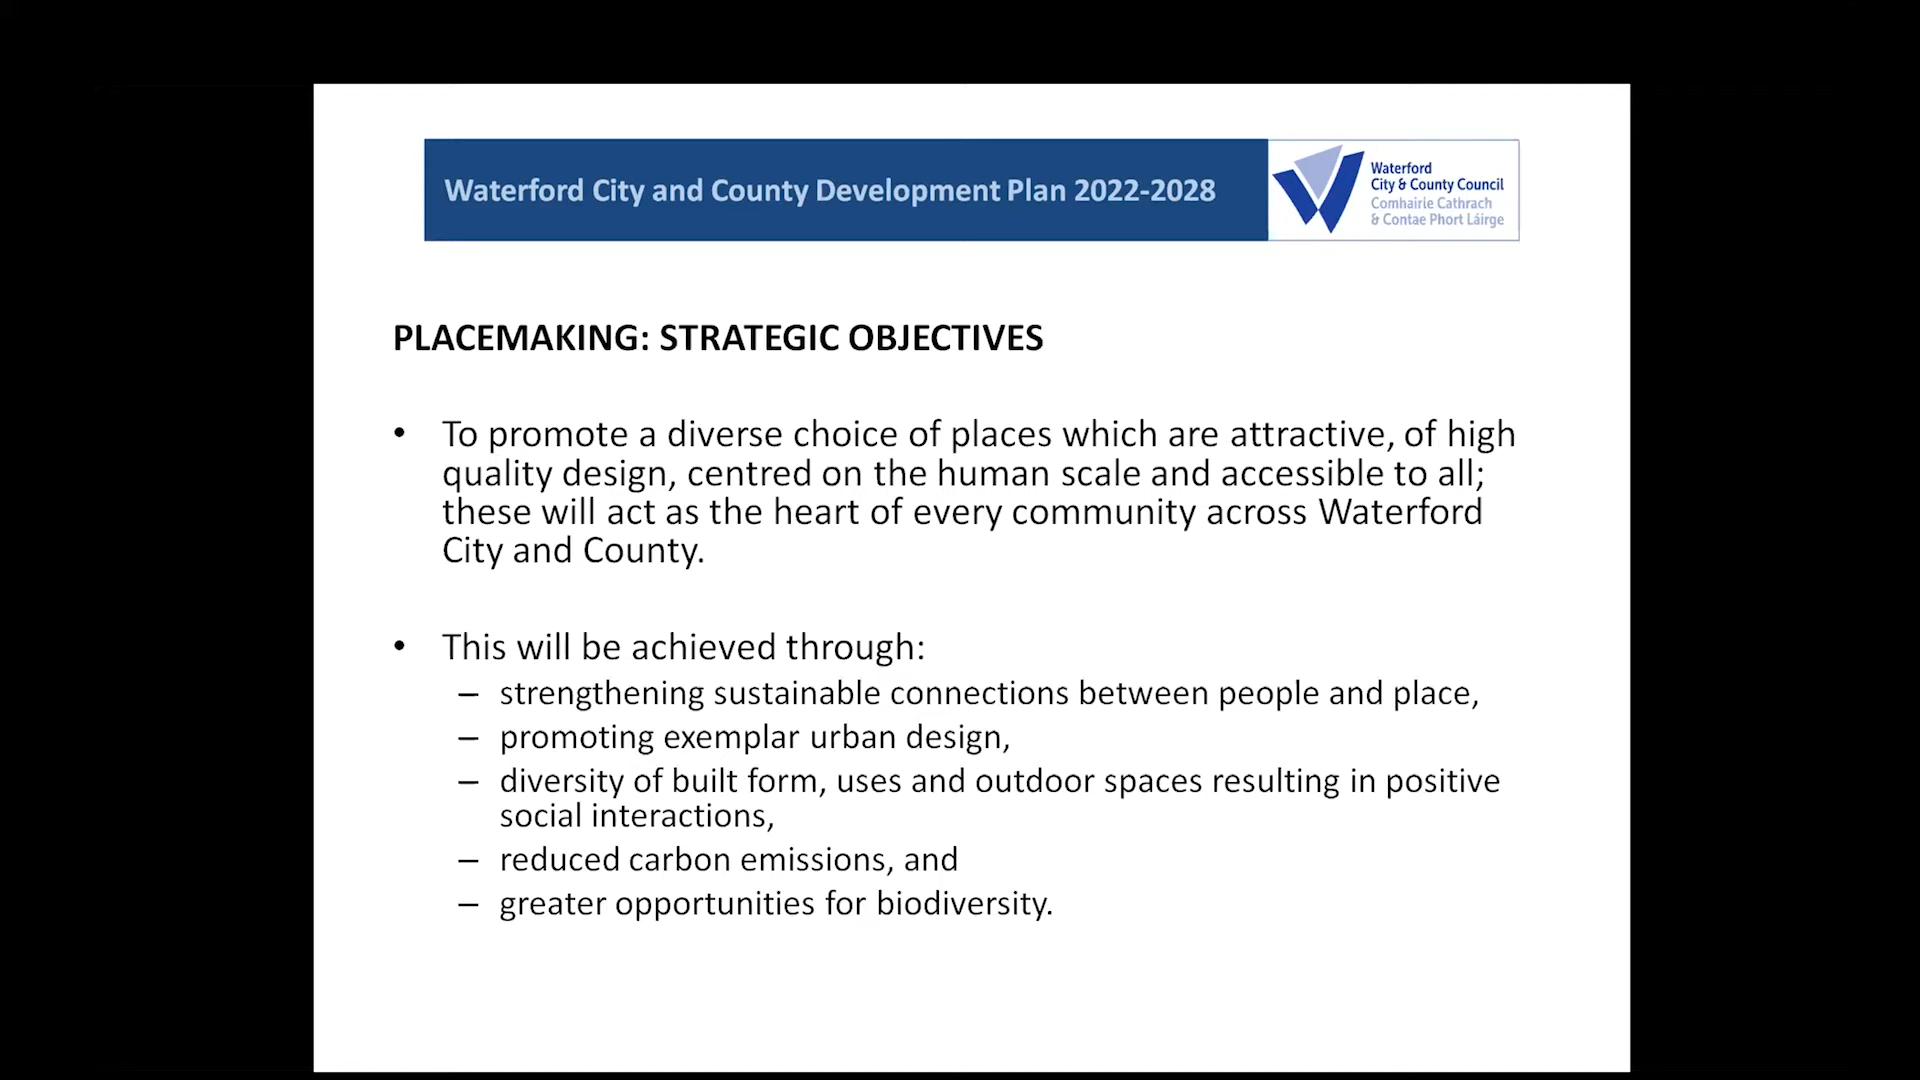 Waterford City and County Development Plan 2022-2028
Waterford
City & County Council
Comhairle Cathrach
& Contae Phort Láirge
PLACEMAKING: STRATEGIC OBJECTIVES
• To promote a diverse choice of places which are attractive, of high
quality design, centred on the human scale and accessible to all;
these will act as the heart of every community across Waterford
City and County.
• This will be achieved through:
– strengthening sustainable connections between people and place,
– promoting exemplar urban design,
– diversity of built form, uses and outdoor spaces resulting in positive
social interactions,
– reduced carbon emissions, and
– greater opportunities for biodiversity.